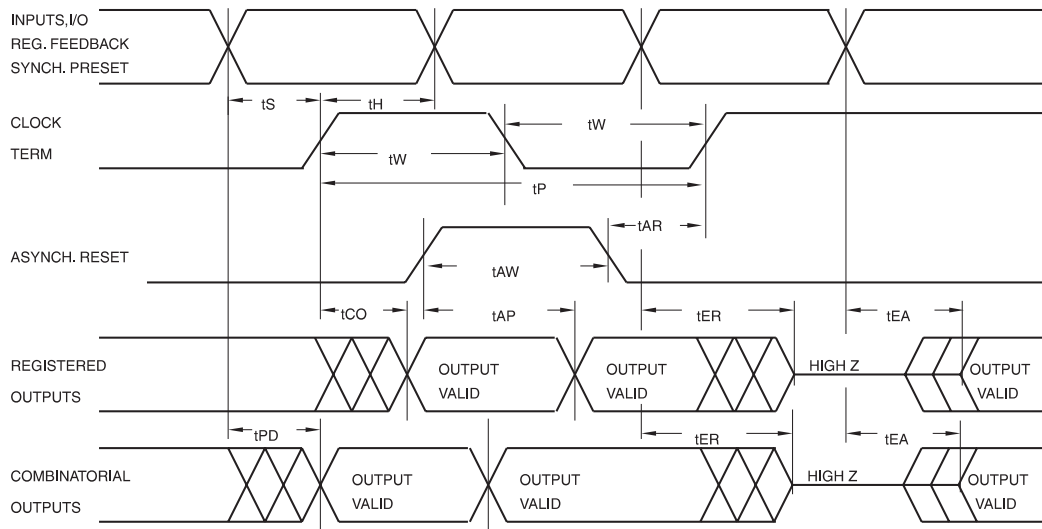 INPUTS,I/O
REG. FEEDBACK
SYNCH. PRESET
tS
tH
CLOCK
TERM
tW
tW
tP
tAR
ASYNCH. RESET
tAW
tCO
tAP
tER
tEA
REGISTERED
OUTPUTS
OUTPUT
VALID
OUTPUT
VALID
HIGH Z
OUTPUT
VALID
tPD
tER
tEA
COMBINATORIAL
OUTPUTS
OUTPUT
VALID
OUTPUT
VALID
HIGH Z
OUTPUT
VALID